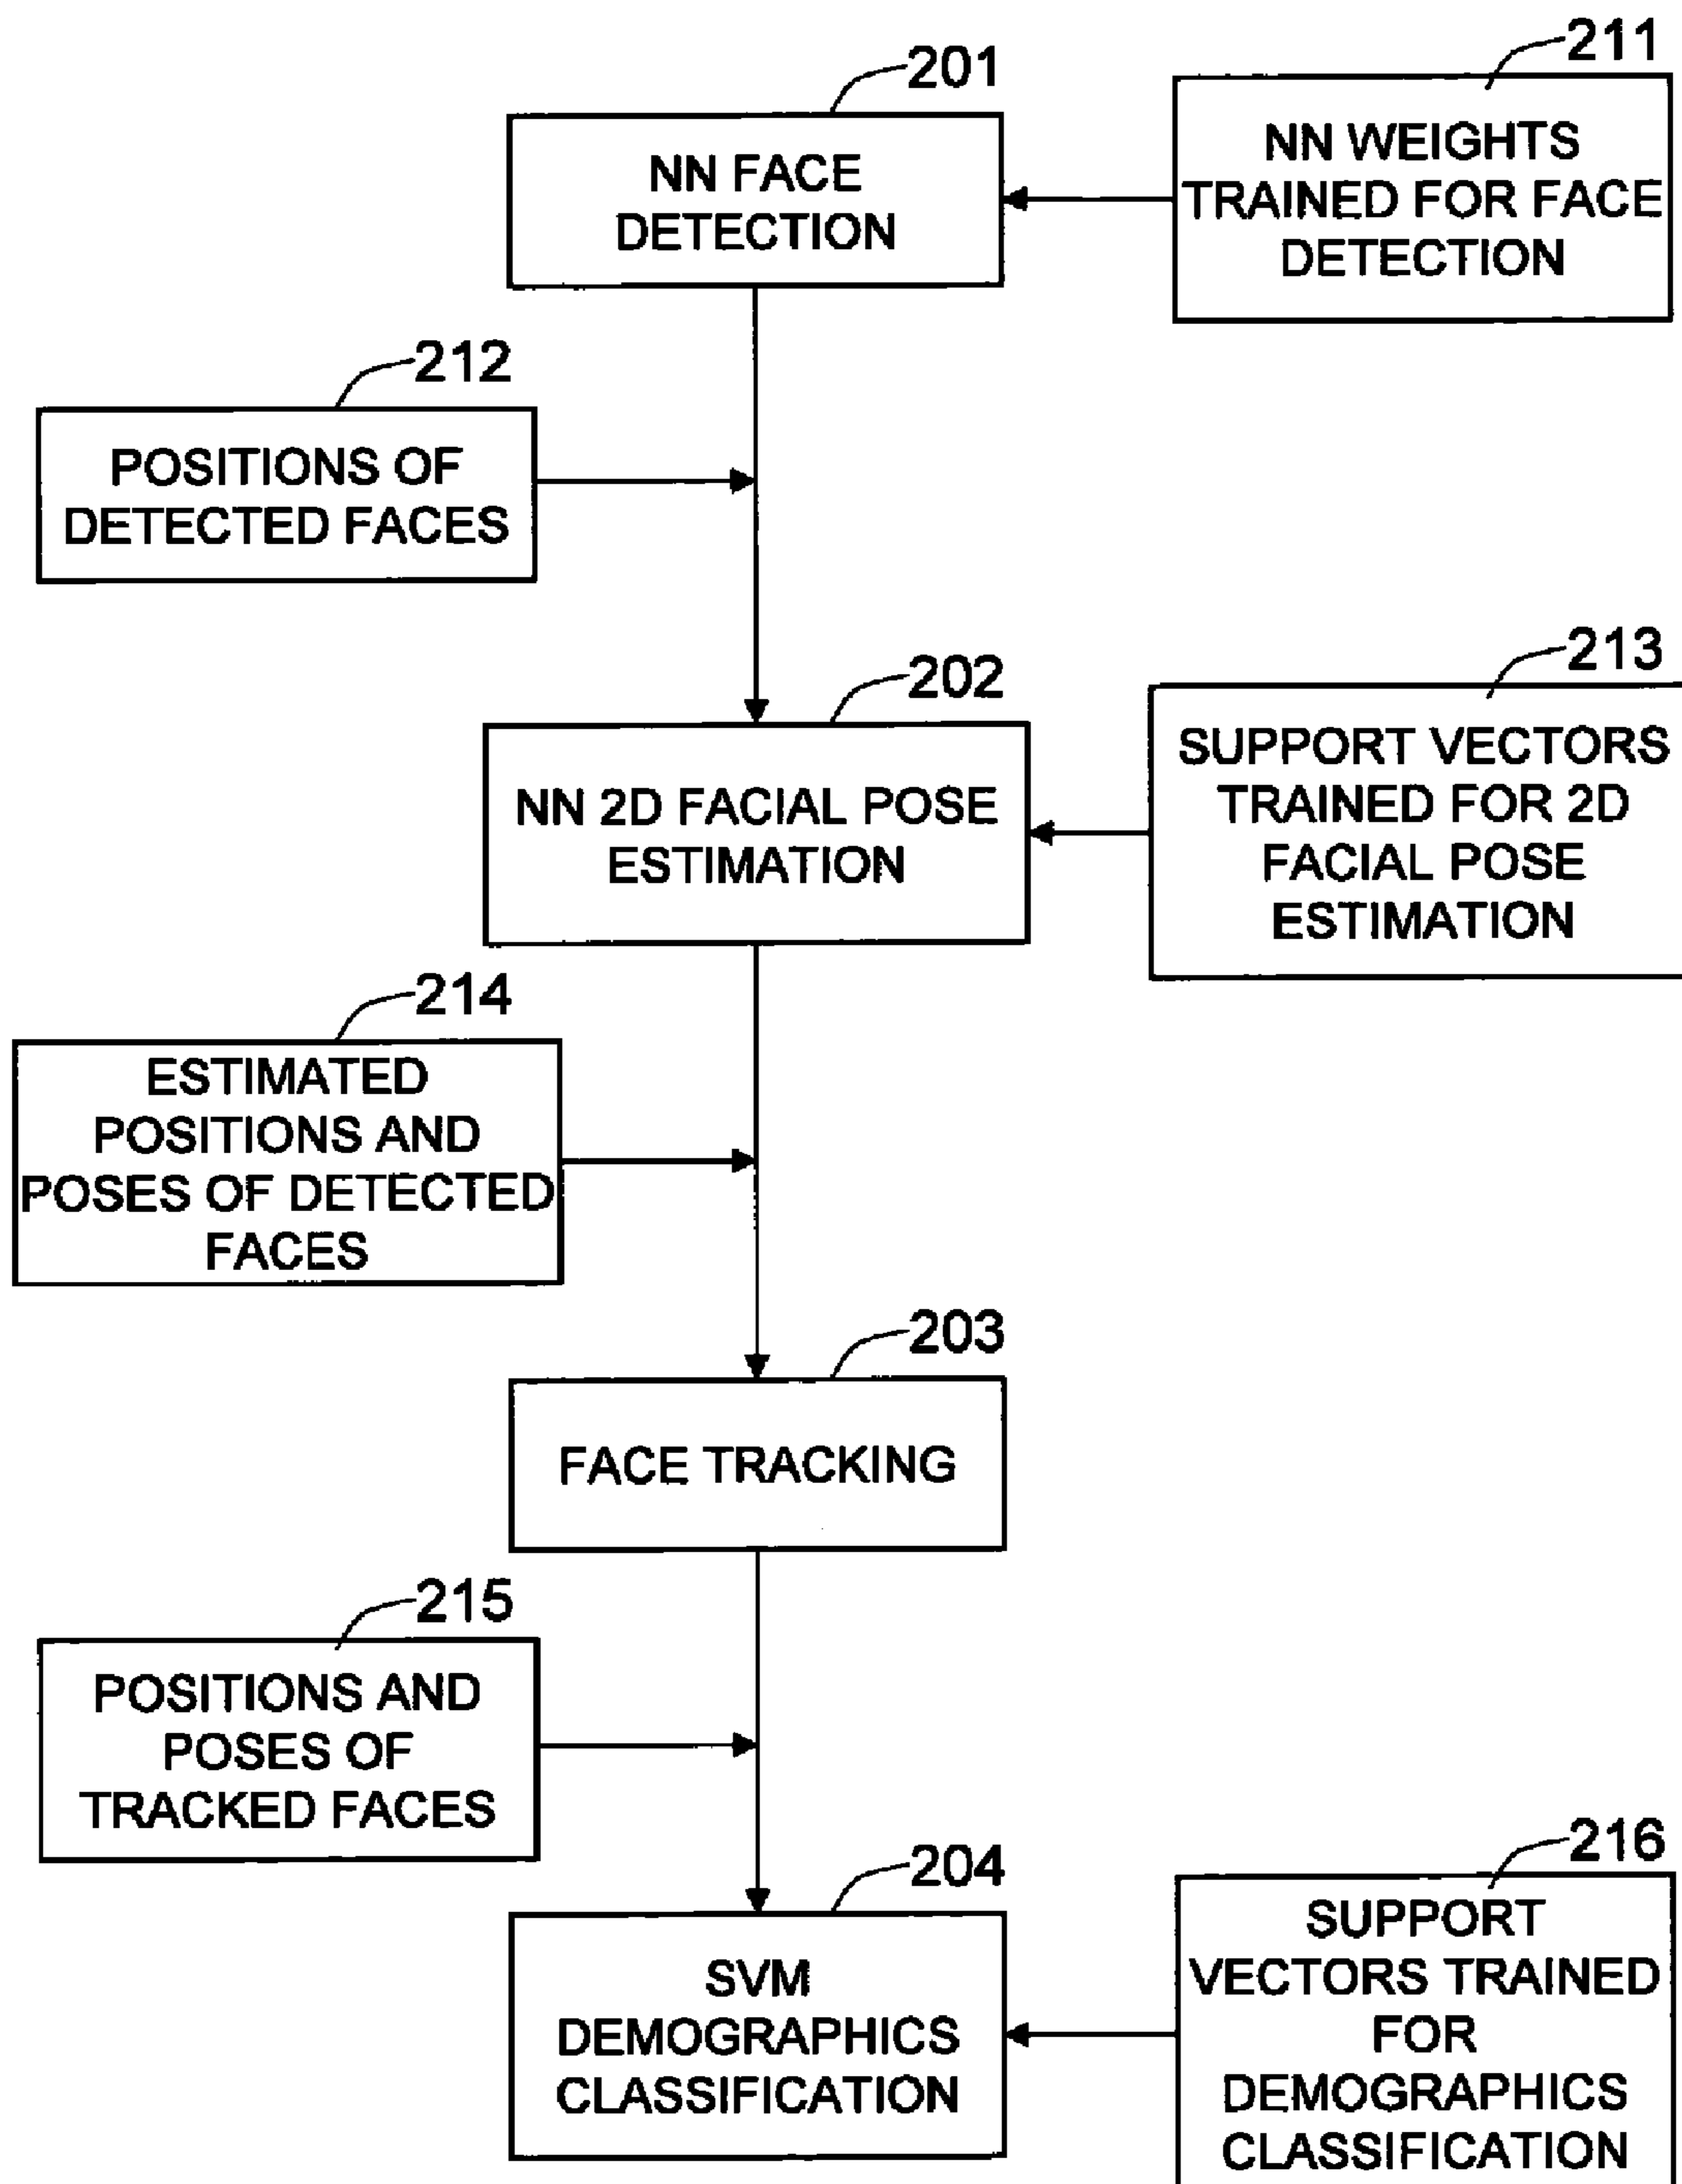 201
NN FACE
DETECTION
211
NN WEIGHTS
TRAINED FOR FACE
DETECTION
212
POSITIONS OF
DETECTED FACES
202
NN 2D FACIAL POSE
ESTIMATION
213
SUPPORT VECTORS
TRAINED FOR 2D
FACIAL POSE
ESTIMATION
214
ESTIMATED
POSITIONS AND
POSES OF DETECTED
FACES
203
FACE TRACKING
215
POSITIONS AND
POSES OF
TRACKED FACES
204
SVM
DEMOGRAPHICS
CLASSIFICATION
216
SUPPORT
VECTORS TRAINED
FOR
DEMOGRAPHICS
CLASSIFICATION